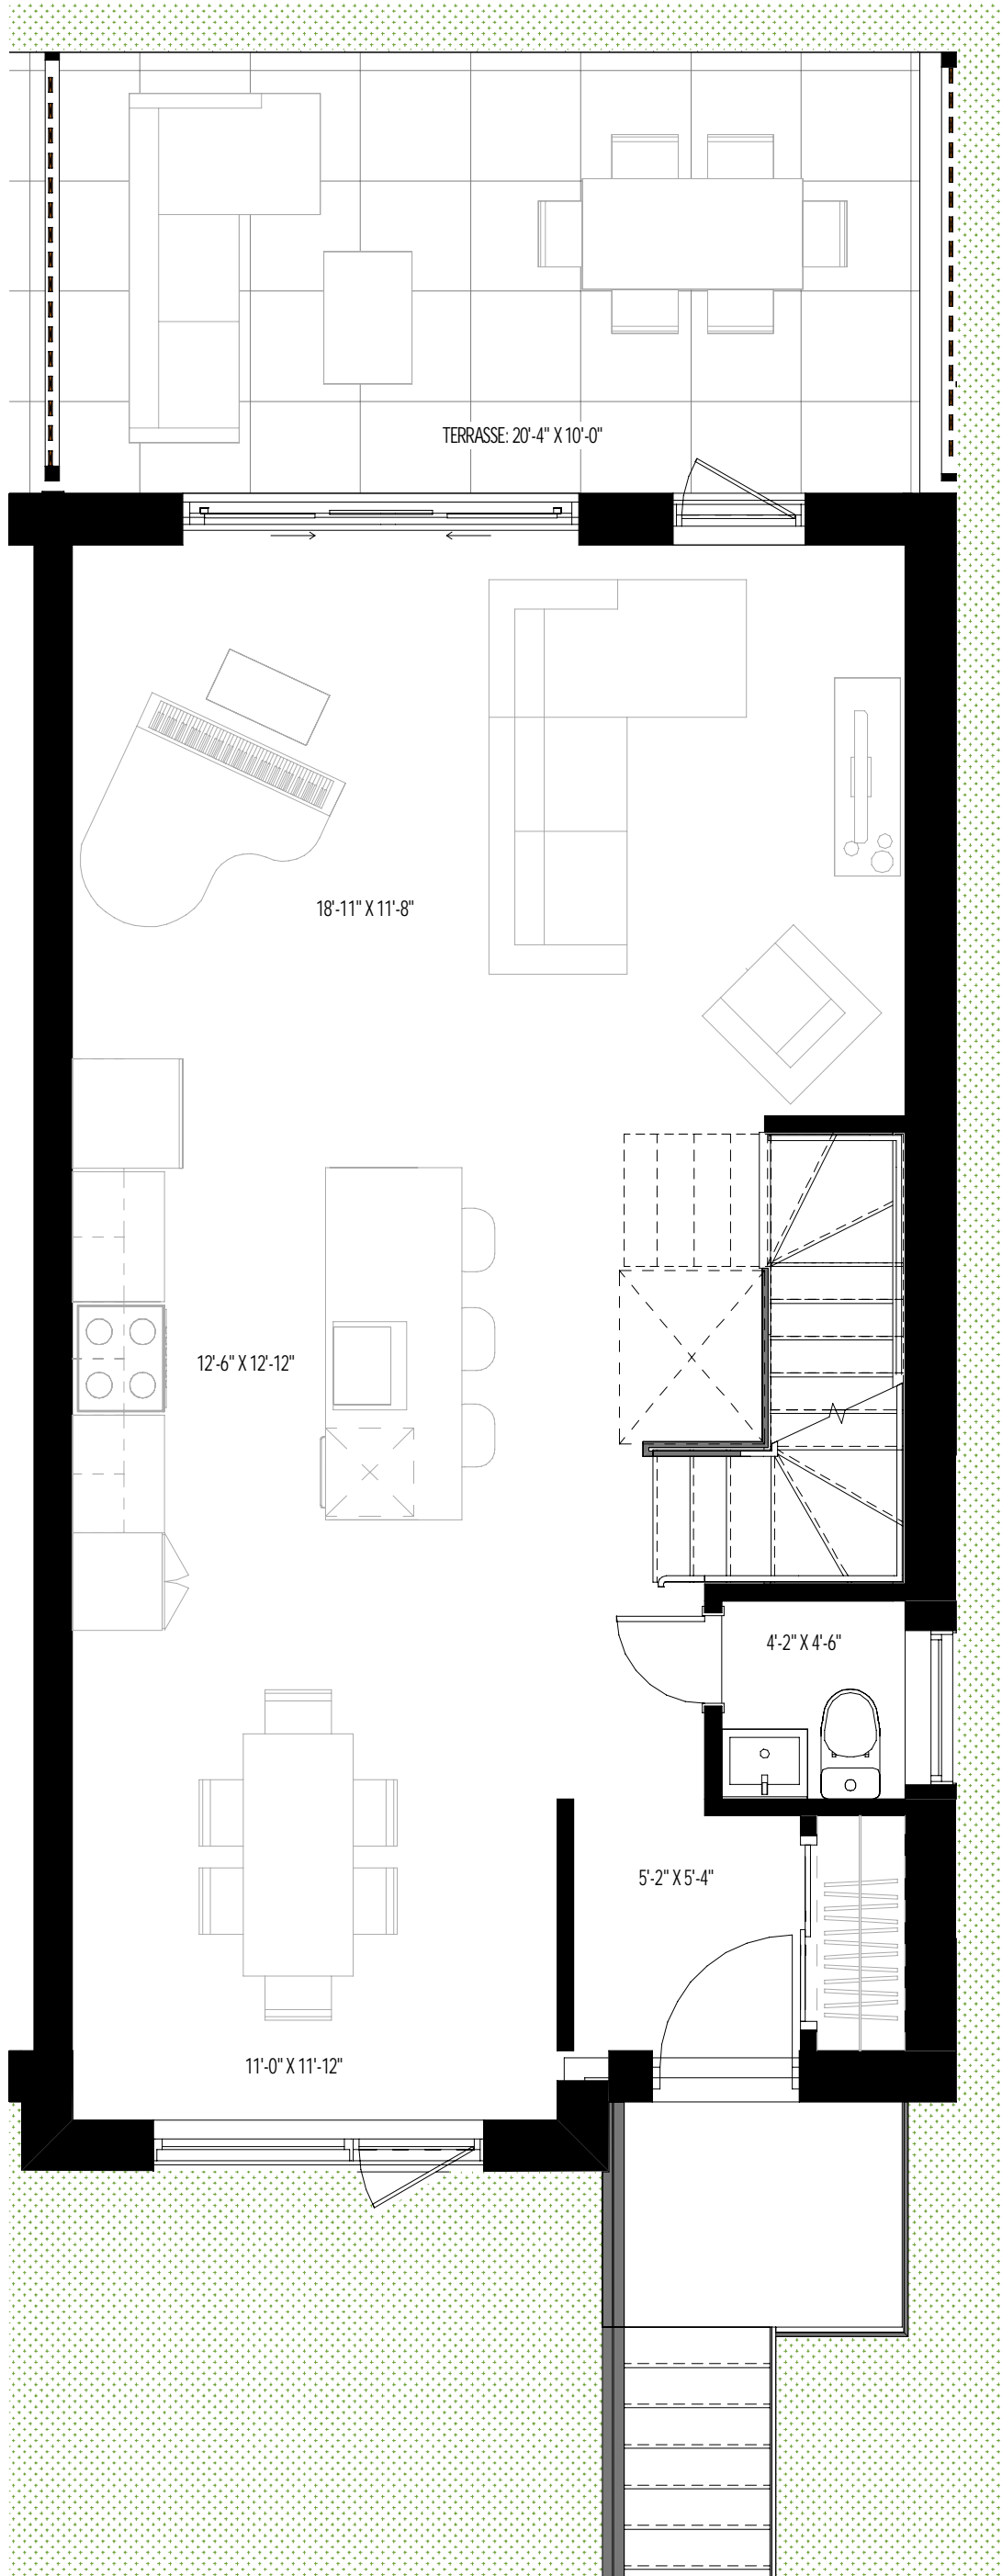 TERRASSE: 20'-4" X 10'-0"
18'-11" X 11'-8"
12'-6" X 12'-12"
4'-2" X 4'-6"
5'-2" X 5'-4"
11'-0" X 11'-12"